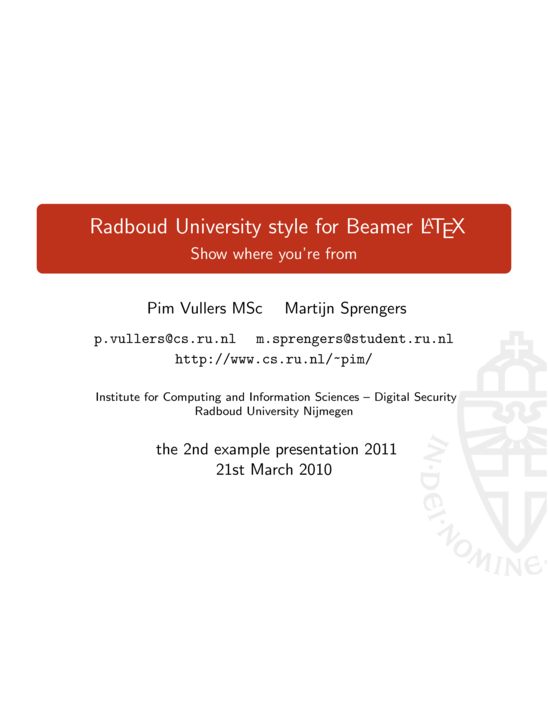 Radboud University style for Beamer LATEX
Show where you're from
Pim Vullers MSc Martijn Sprengers
p.vullers@cs.ru.nl m.sprengers@student.ru.nl
http://www.cs.ru.nl/~pim/
Institute for Computing and Information Sciences – Digital Security
Radboud University Nijmegen
the 2nd example presentation 2011
21st March 2010
IN·DEI·NOMINE·